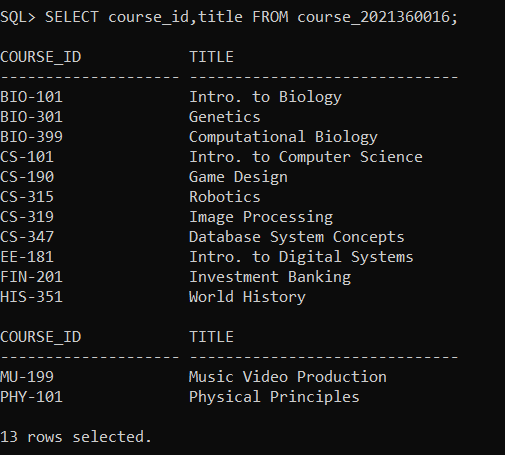 SQL> SELECT course_id,title FROM course_2021360016;
COURSE_ID            TITLE
-------------------- ------------------------------
BIO-101              Intro. to Biology
BIO-301              Genetics
BIO-399              Computational Biology
CS-101               Intro. to Computer Science
CS-190               Game Design
CS-315               Robotics
CS-319               Image Processing
CS-347               Database System Concepts
EE-181               Intro. to Digital Systems
FIN-201              Investment Banking
HIS-351              World History
COURSE_ID            TITLE
-------------------- ------------------------------
MU-199               Music Video Production
PHY-101              Physical Principles
13 rows selected.